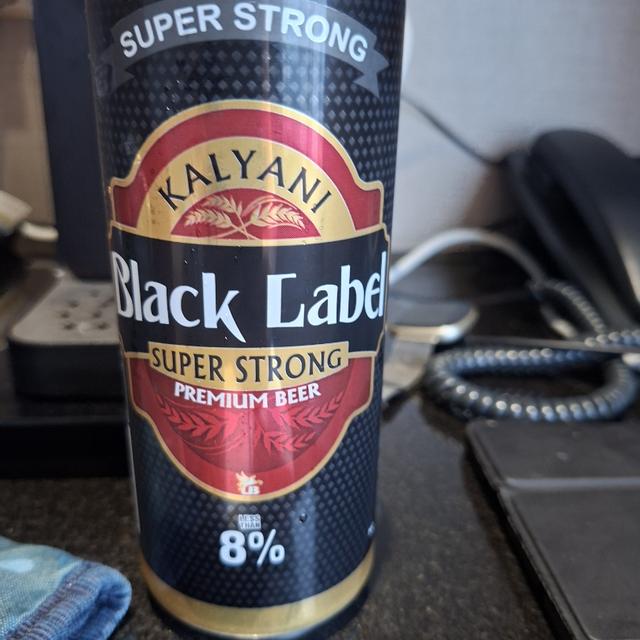 SUPER STRONG
KALYANI
Black Label
SUPER STRONG
PREMIUM BEER
LESS
THAN
8%